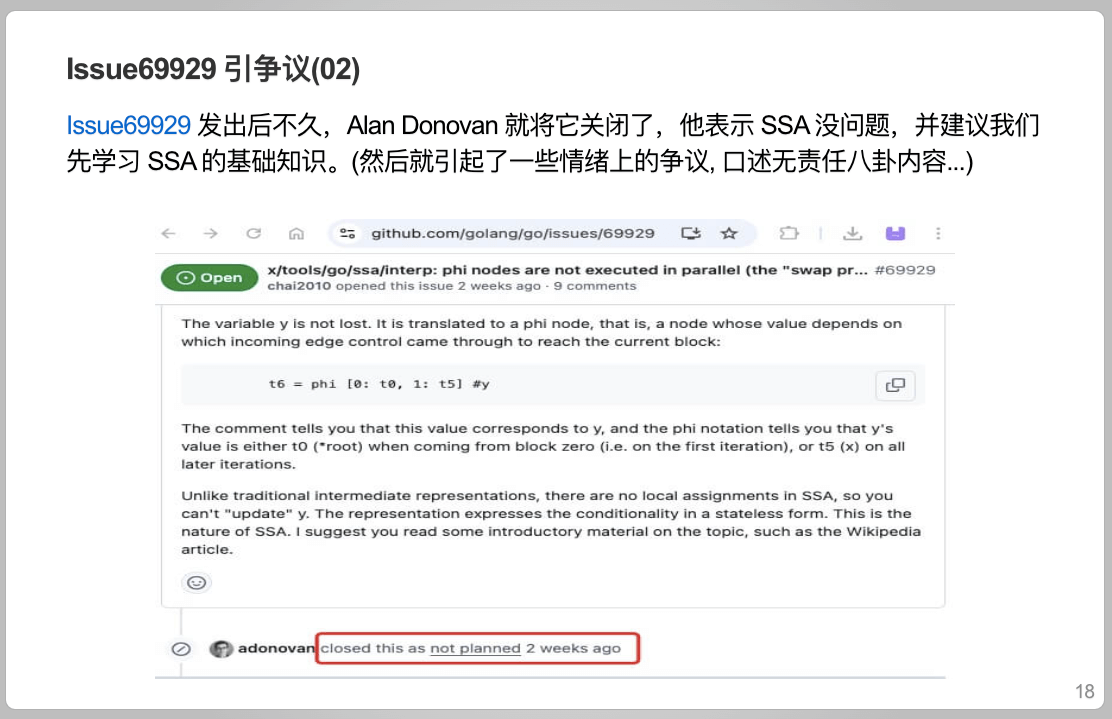 Issue69929 引争议(02)
Issue69929 发出后不久，Alan Donovan 就将它关闭了，他表示 SSA 没问题，并建议我们
先学习 SSA 的基础知识。(然后就引起了一些情绪上的争议, 口述无责任八卦内容...)
github.com/golang/go/issues/69929
Open
x/tools/go/ssa/interp: phi nodes are not executed in parallel (the "swap pr... #69929
chai2010 opened this issue 2 weeks ago · 9 comments
The variable y is not lost. It is translated to a phi node, that is, a node whose value depends on
which incoming edge control came through to reach the current block:
t6 = phi [0: t0, 1: t5] #y
The comment tells you that this value corresponds to y, and the phi notation tells you that y's
value is either t0 (*root) when coming from block zero (i.e. on the first iteration), or t5 (x) on all
later iterations.
Unlike traditional intermediate representations, there are no local assignments in SSA, so you
can't "update" y. The representation expresses the conditionality in a stateless form. This is the
nature of SSA. I suggest you read some introductory material on the topic, such as the Wikipedia
article.
adonovan closed this as not planned 2 weeks ago
18